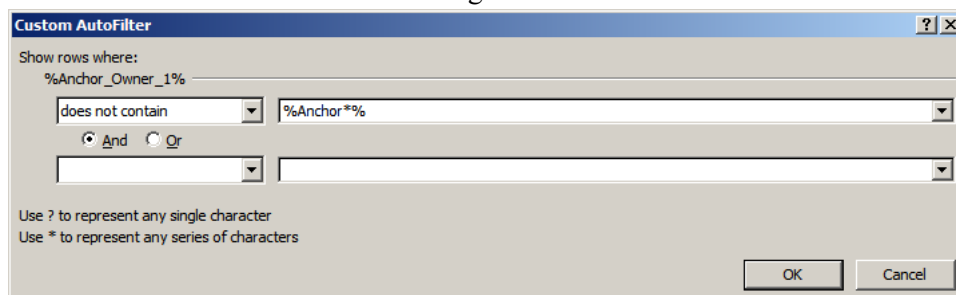 Custom AutoFilter
Show rows where:
%Anchor_Owner_1%
does not contain %Anchor*%
And Or
Use ? to represent any single character
Use * to represent any series of characters
OK Cancel